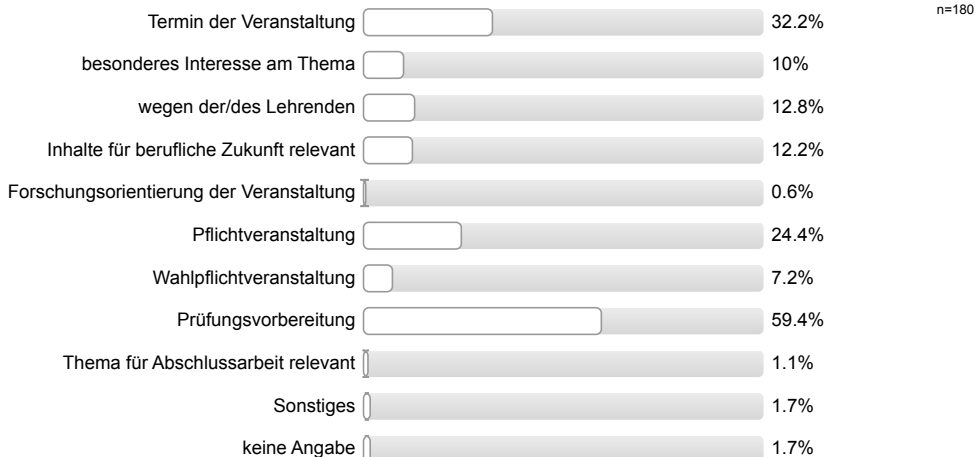 Termin der Veranstaltung 32.2% n=180
besonderes Interesse am Thema 10%
wegen der/des Lehrenden 12.8%
Inhalte für berufliche Zukunft relevant 12.2%
Forschungsorientierung der Veranstaltung 0.6%
Pflichtveranstaltung 24.4%
Wahlpflichtveranstaltung 7.2%
Prüfungsvorbereitung 59.4%
Thema für Abschlussarbeit relevant 1.1%
Sonstiges 1.7%
keine Angabe 1.7%